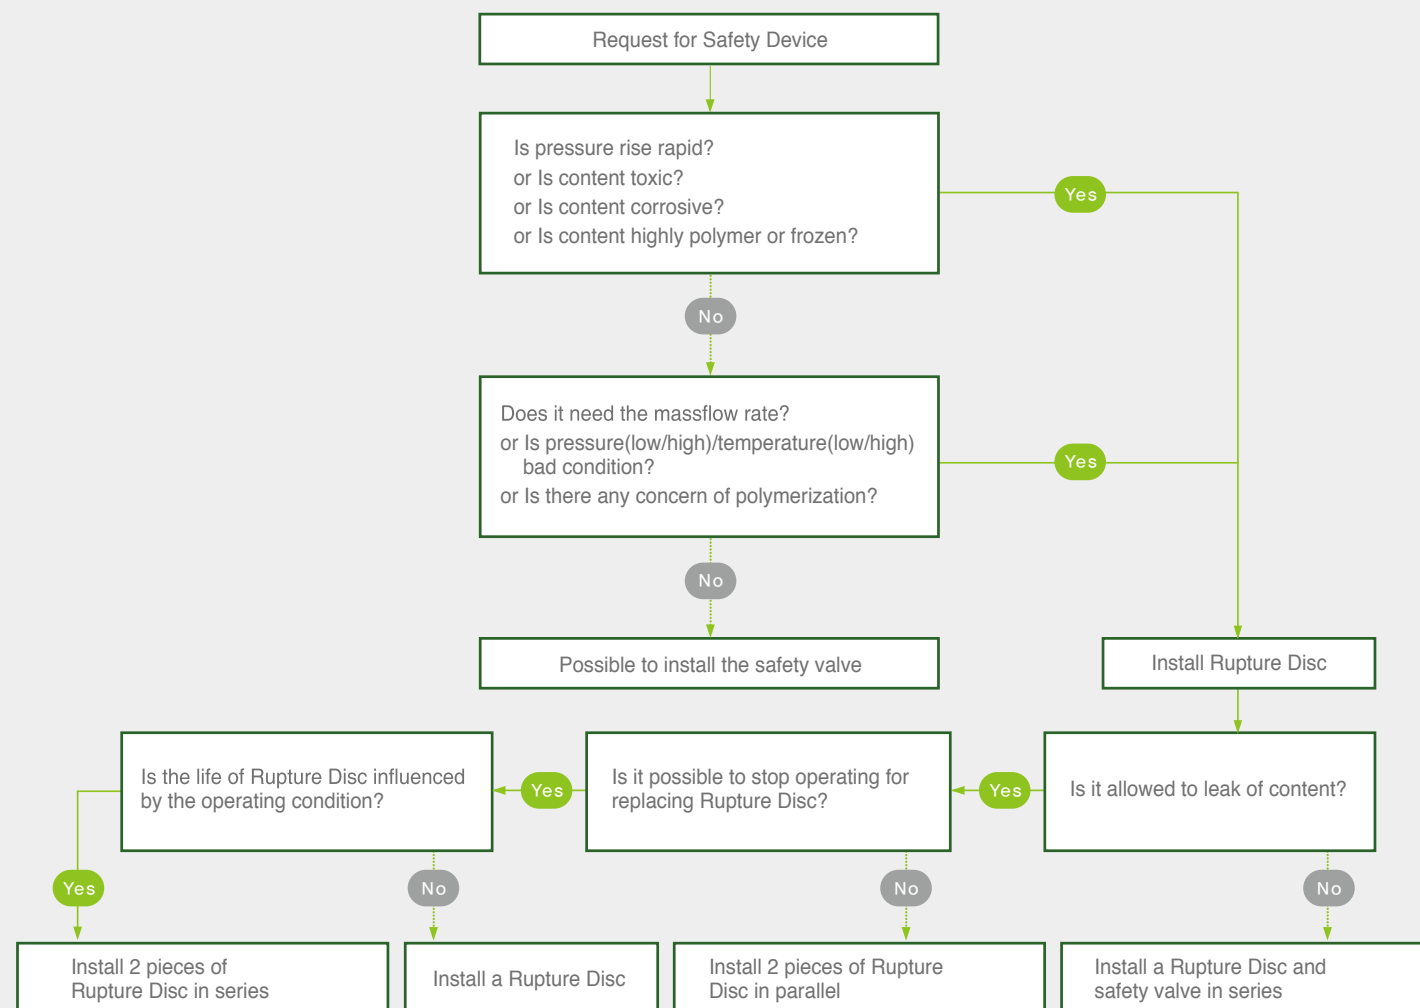 Request for Safety Device
Is pressure rise rapid?
or Is content toxic?
or Is content corrosive?
or Is content highly polymer or frozen?
Yes
No
Does it need the massflow rate?
or Is pressure(low/high)/temperature(low/high)
bad condition?
or Is there any concern of polymerization?
Yes
No
Possible to install the safety valve
Install Rupture Disc
Is the life of Rupture Disc influenced
by the operating condition?
Yes
Is it possible to stop operating for
replacing Rupture Disc?
Yes
Is it allowed to leak of content?
Yes
No
No
No
Install 2 pieces of
Rupture Disc in series
Install a Rupture Disc
Install 2 pieces of Rupture
Disc in parallel
Install a Rupture Disc and
safety valve in series